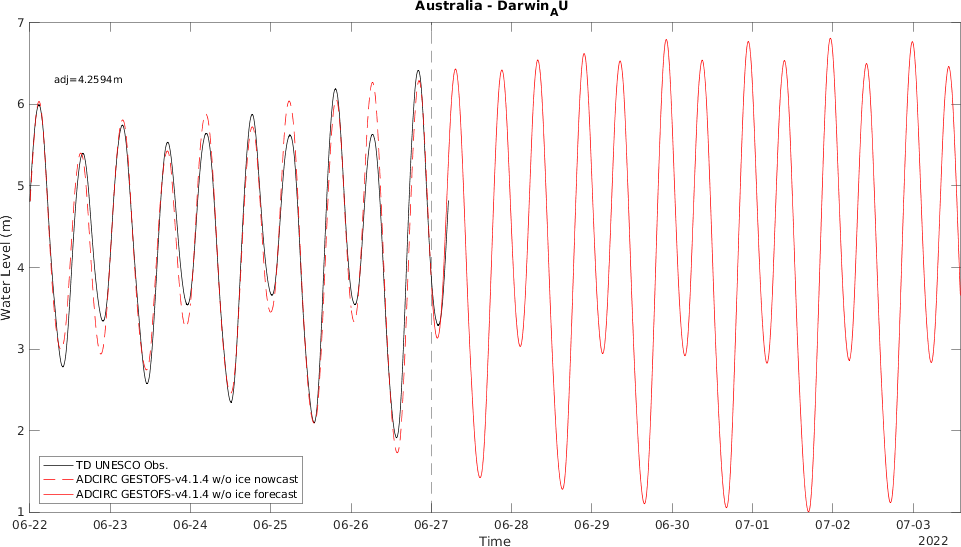 Australia - Darwin_AU
7
adj=4.2594m
6
5
4
3
2
1
Water Level (m)
TD UNESCO Obs.
ADCIRC GESTOFS-v4.1.4 w/o ice nowcast
ADCIRC GESTOFS-v4.1.4 w/o ice forecast
06-22 06-23 06-24 06-25 06-26 06-27 06-28 06-29 06-30 07-01 07-02 07-03
Time
2022